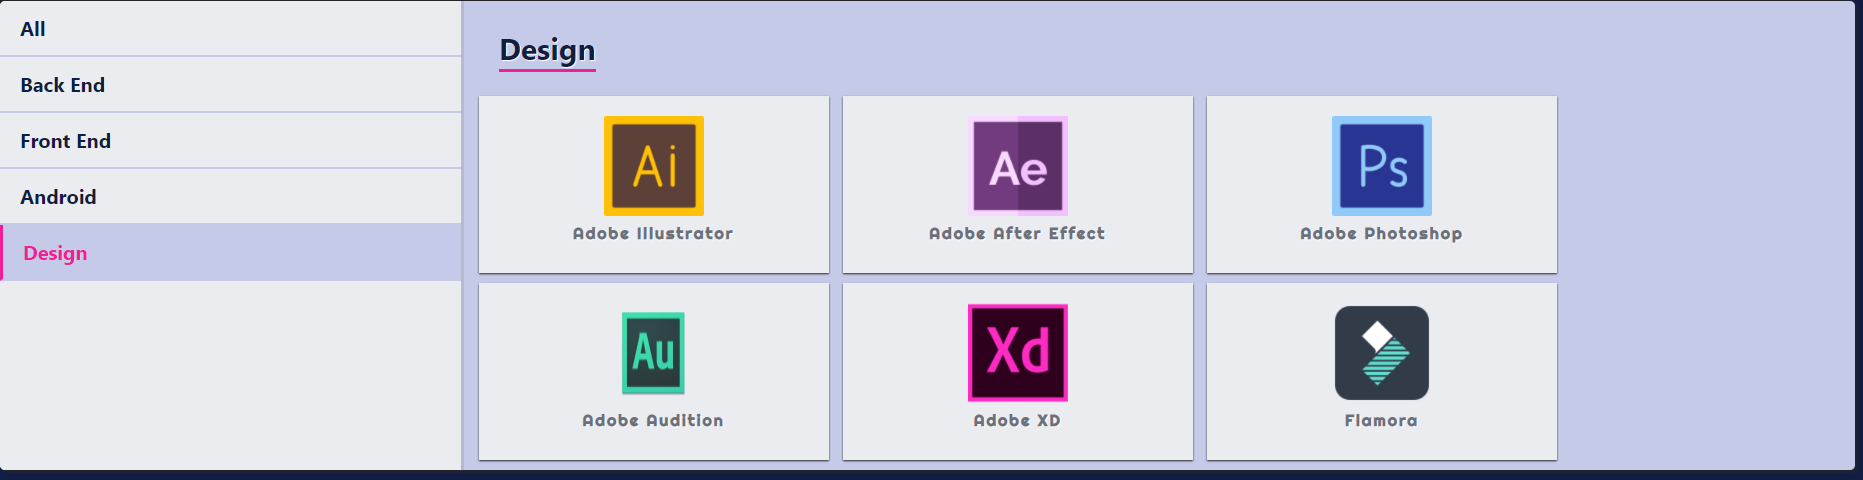 All
Back End
Front End
Android
Design
Design
Ai
Ae
Ps
Adobe Illustrator
Adobe After Effect
Adobe Photoshop
Au
Xd
Adobe Audition
Adobe XD
Flamora